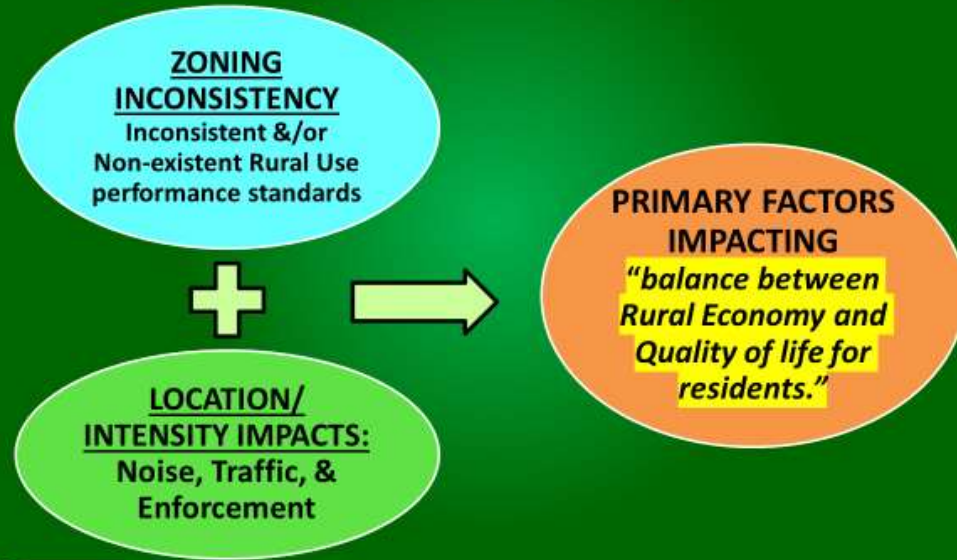 ZONING
INCONSISTENCY
Inconsistent &/or
Non-existent Rural Use
performance standards
LOCATION/
INTENSITY IMPACTS:
Noise, Traffic, &
Enforcement
PRIMARY FACTORS
IMPACTING
“balance between
Rural Economy and
Quality of life for
residents.”